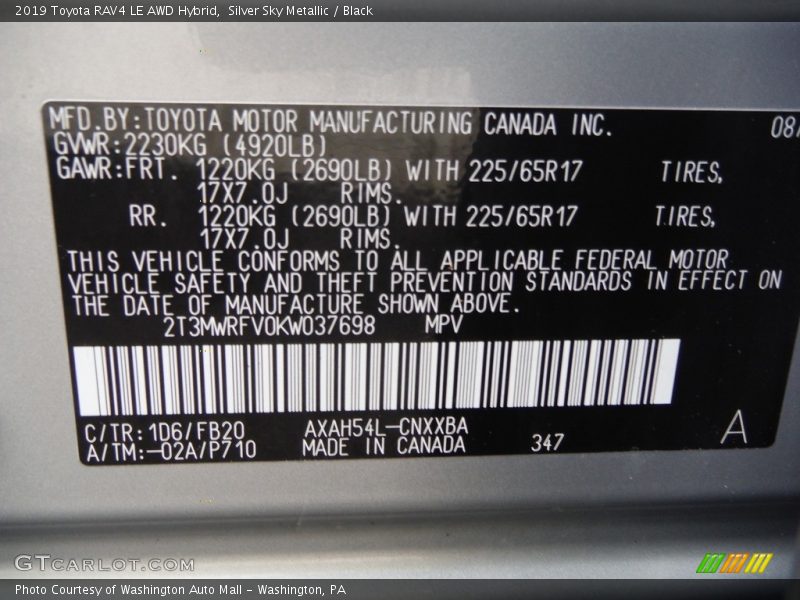 2019 Toyota RAV4 LE AWD Hybrid,  Silver Sky Metallic / Black
MFD.BY:TOYOTA MOTOR MANUFACTURING CANADA INC. 08/
GVWR:2230KG (4920LB)
GAWR:FRT. 1220KG (2690LB) WITH 225/65R17 TIRES,
17X7.0J RIMS.
RR. 1220KG (2690LB) WITH 225/65R17 TIRES,
17X7.0J RIMS.
THIS VEHICLE CONFORMS TO ALL APPLICABLE FEDERAL MOTOR
VEHICLE SAFETY AND THEFT PREVENTION STANDARDS IN EFFECT ON
THE DATE OF MANUFACTURE SHOWN ABOVE.
2T3MWRFV0KW037698 MPV
C/TR:1D6/FB20 AXAH54L-CNXXBA
A/TM:-02A/P710 MADE IN CANADA 347 A
GTCARLOT.COM
Photo Courtesy of Washington Auto Mall - Washington, PA